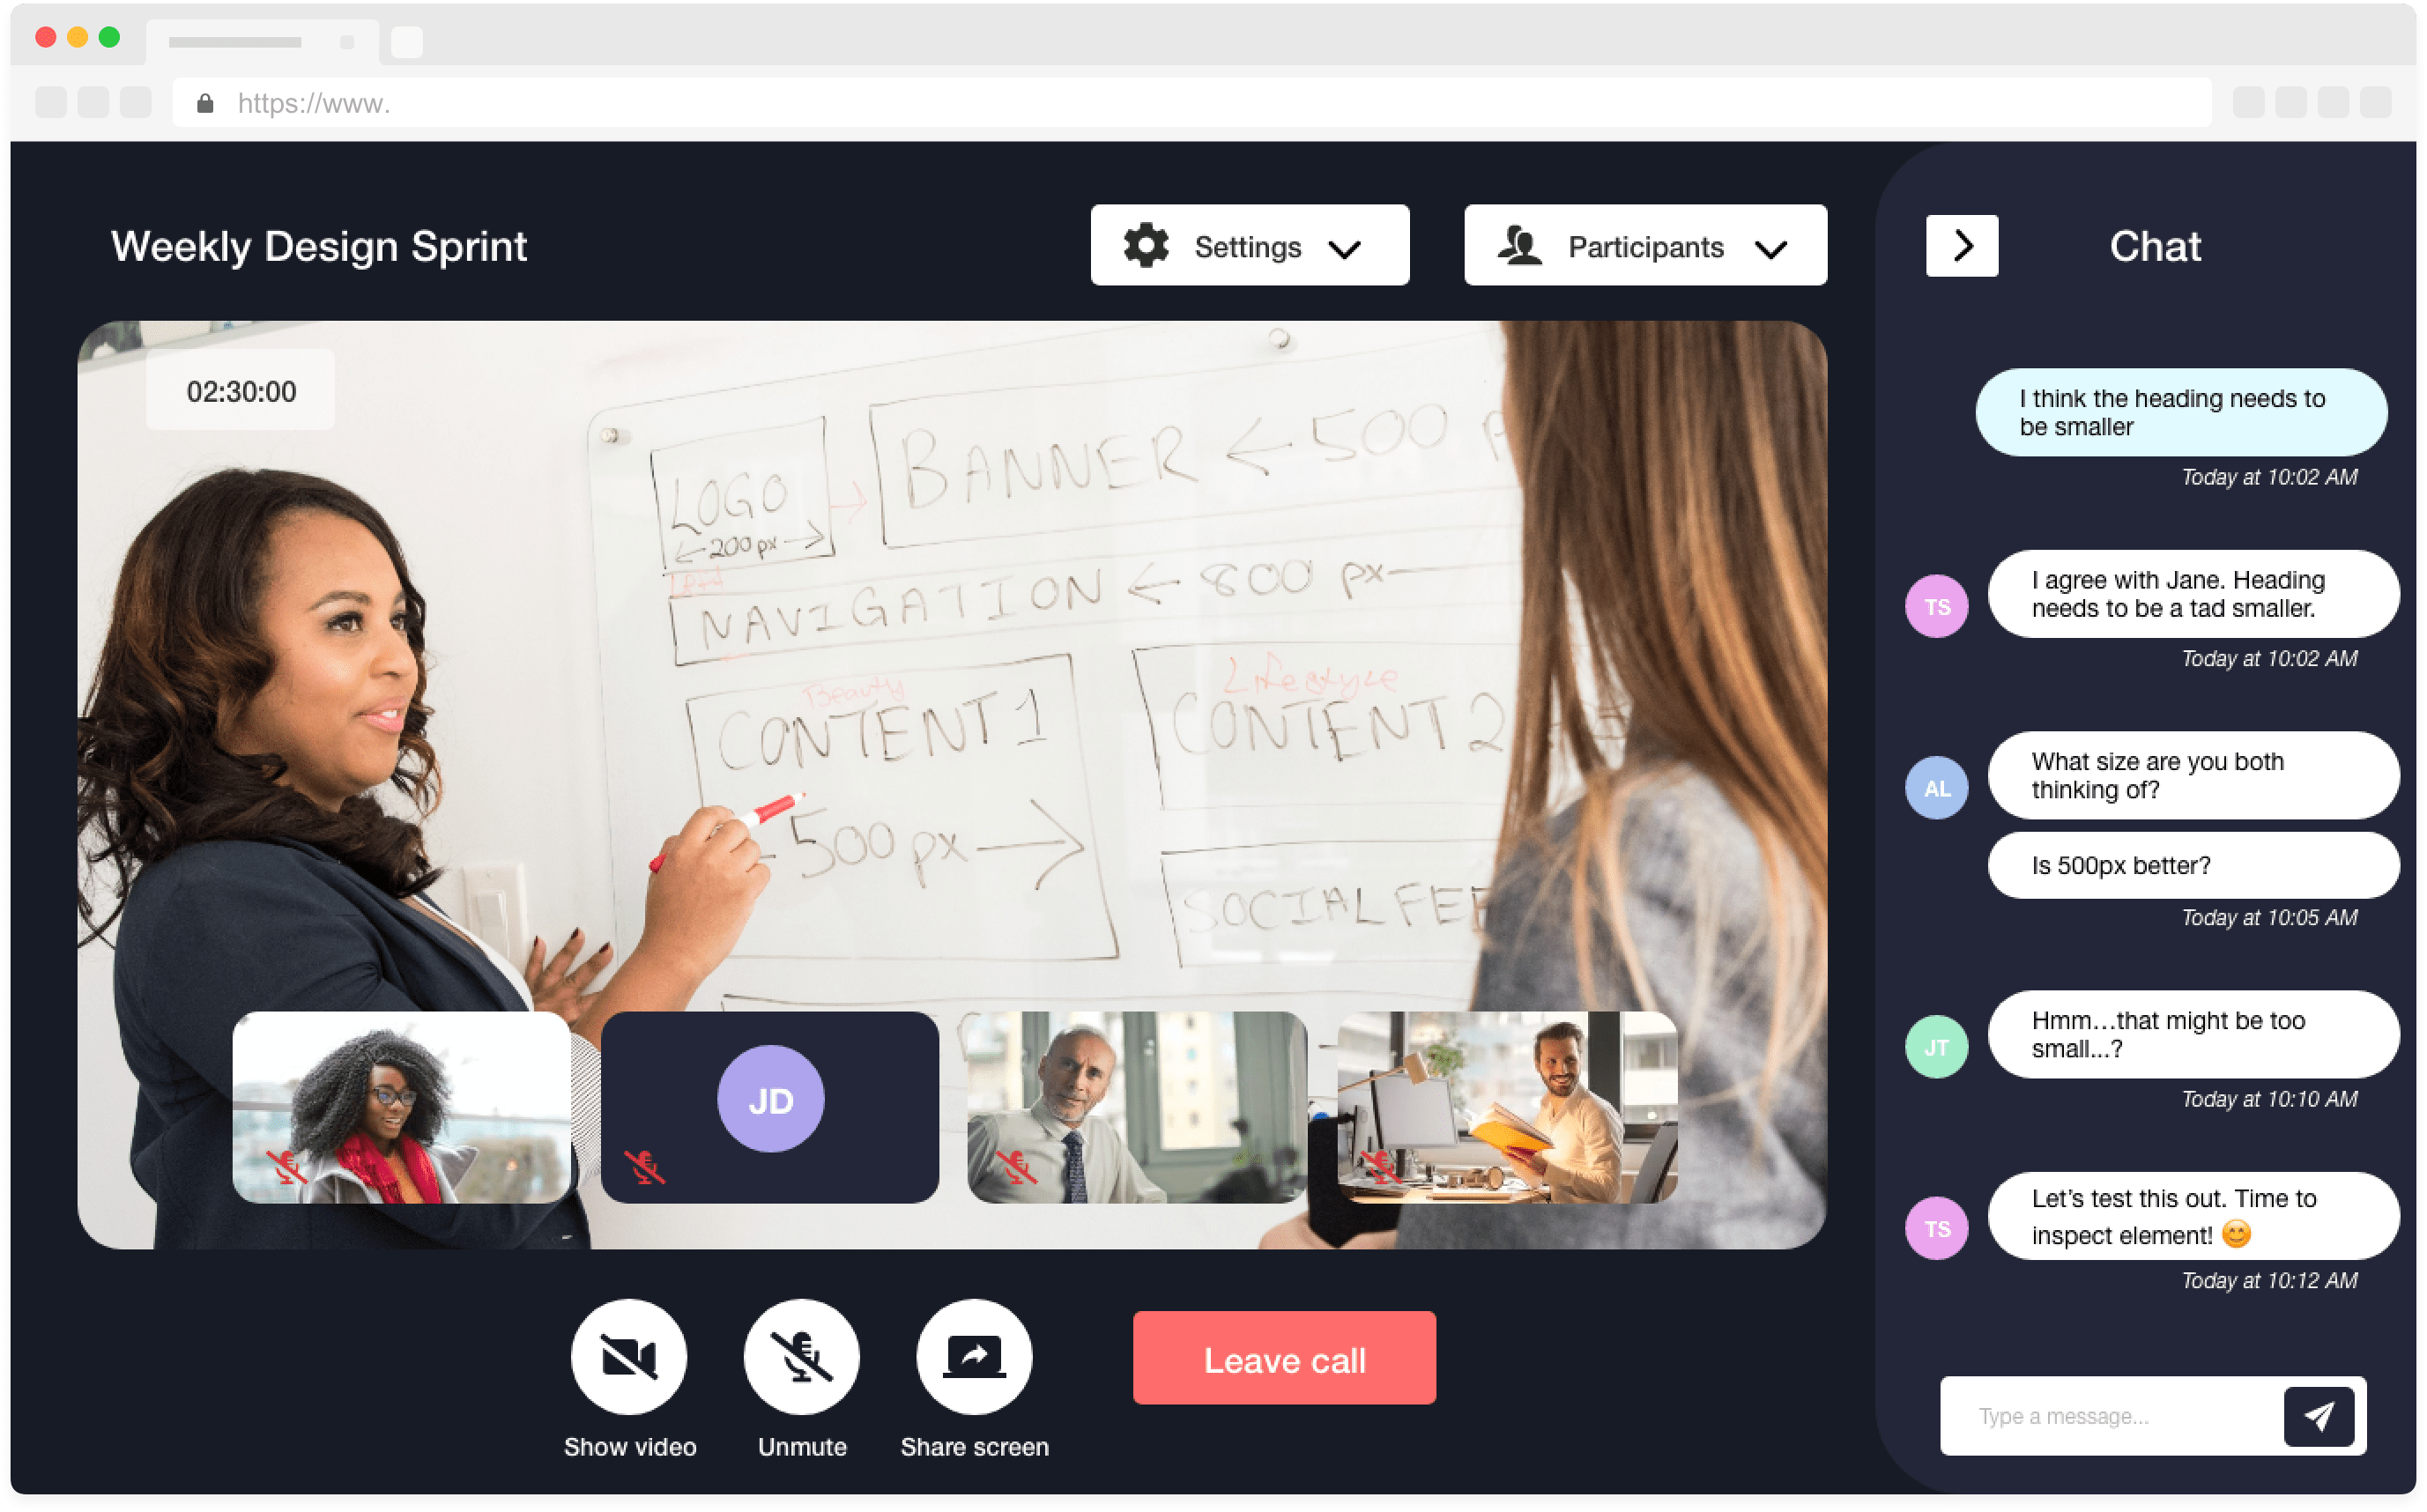 https://www.
Weekly Design Sprint
Settings
Participants
Chat
02:30:00
LOGO
←200px→
BANNER ← 500
NAVIGATION ← 800 px
Beauty
CONTENT 1
500 px →
Lifestyle
CONTENT 2
SOCIAL FEE
JD
Show video
Unmute
Share screen
Leave call
I think the heading needs to
be smaller
Today at 10:02 AM
TS
I agree with Jane. Heading
needs to be a tad smaller.
Today at 10:02 AM
AL
What size are you both
thinking of?
Is 500px better?
Today at 10:05 AM
JT
Hmm...that might be too
small...?
Today at 10:10 AM
TS
Let’s test this out. Time to
inspect element! 😊
Today at 10:12 AM
Type a message...